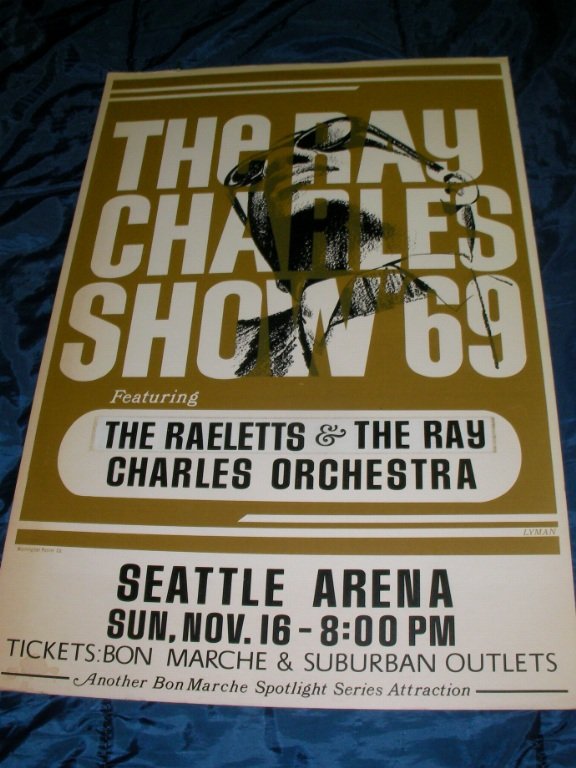 THE RAY
CHARLES
SHOW '69
Featuring
THE RAELETTS & THE RAY
CHARLES ORCHESTRA
LYMAN
SEATTLE ARENA
SUN, NOV. 16 - 8:00 PM
TICKETS: BON MARCHE & SUBURBAN OUTLETS
Another Bon Marche Spotlight Series Attraction